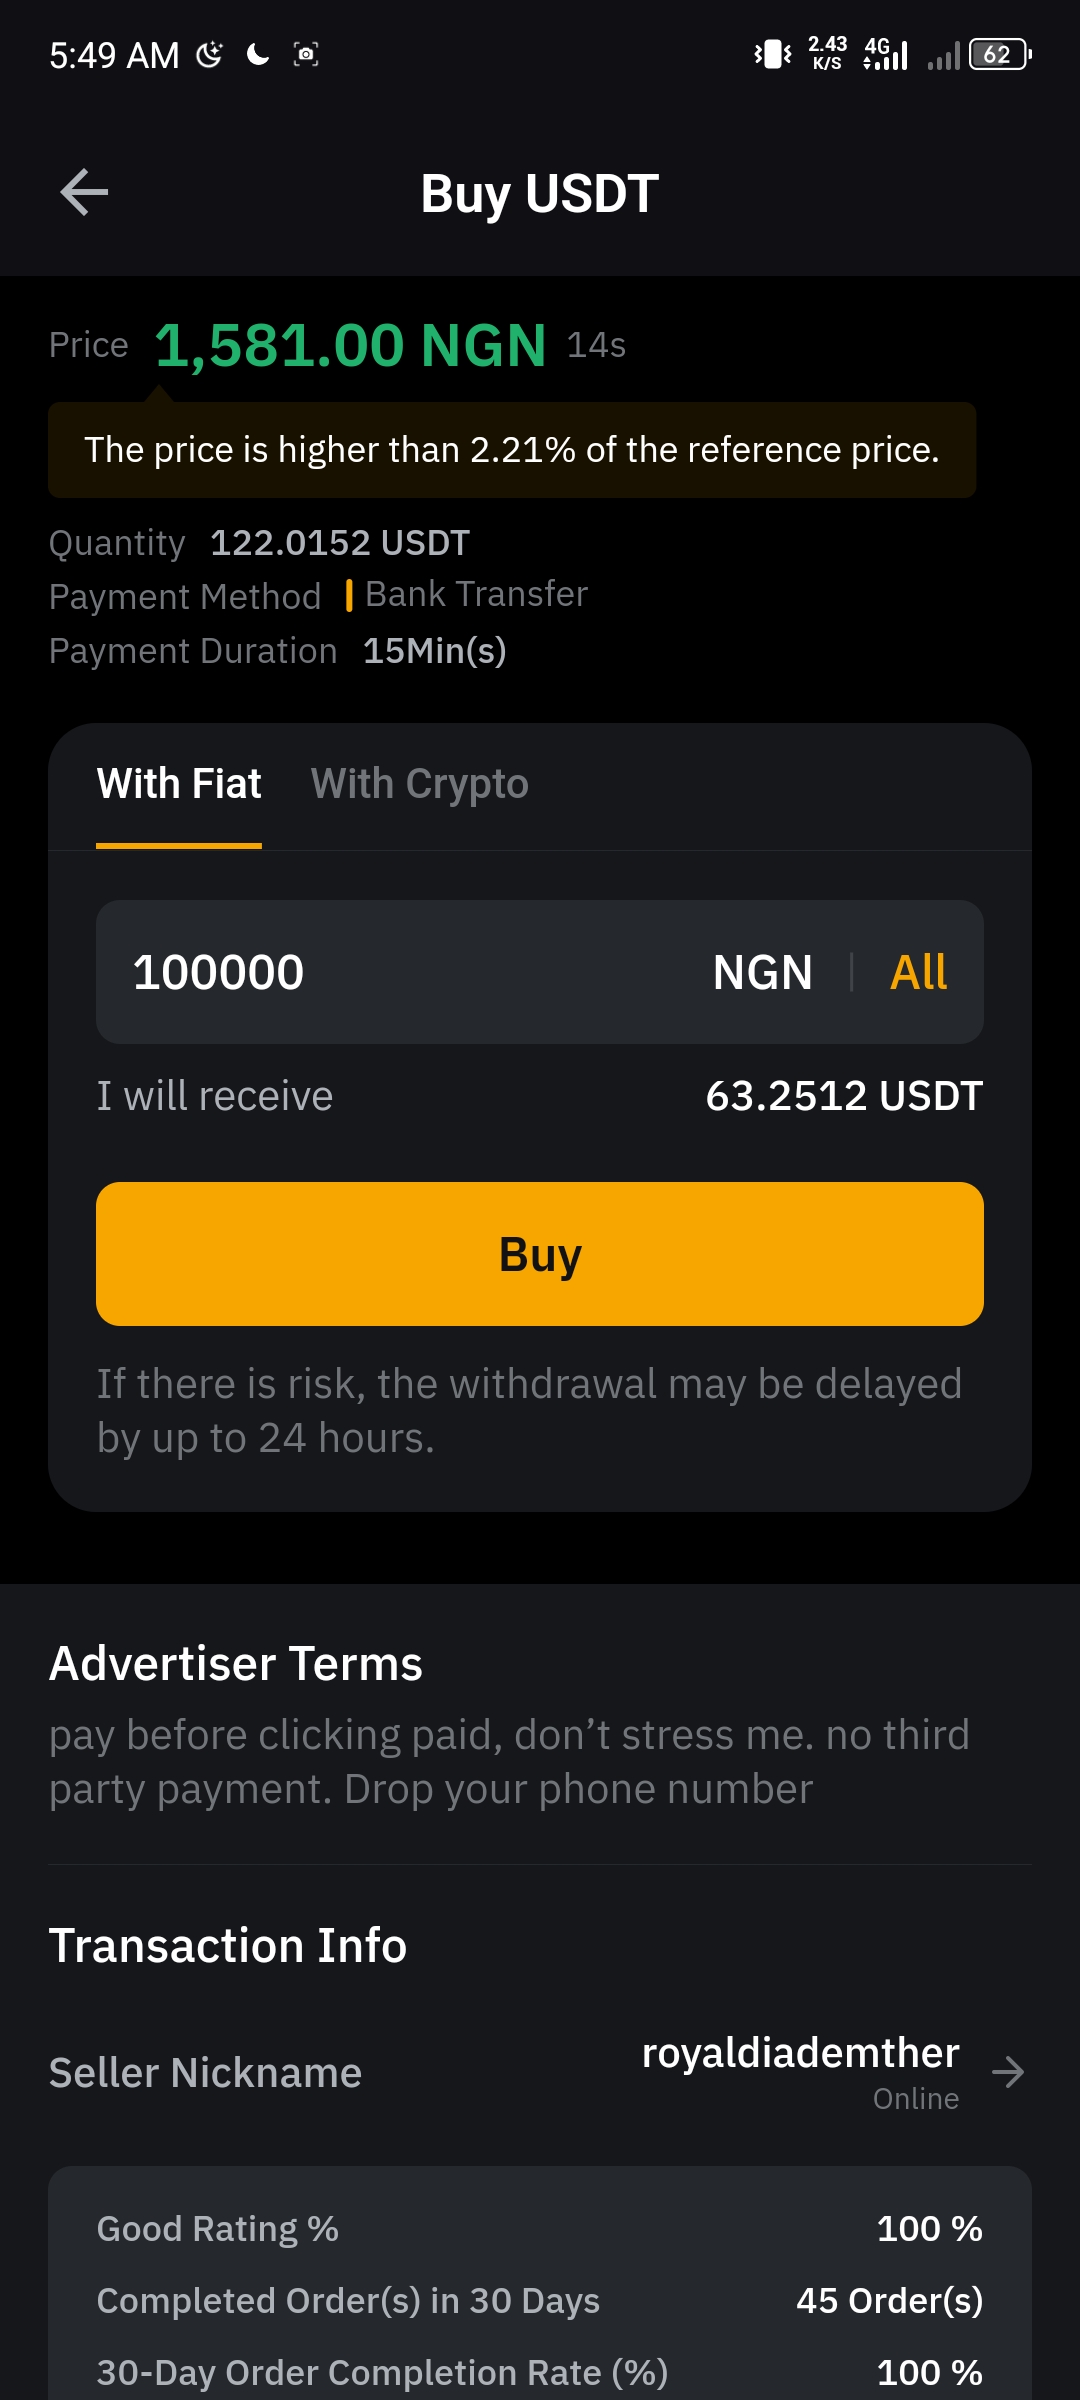 5:49 AM 2.43 K/S 4G 62
Buy USDT
Price 1,581.00 NGN 14s
The price is higher than 2.21% of the reference price.
Quantity 122.0152 USDT
Payment Method Bank Transfer
Payment Duration 15Min(s)
With Fiat With Crypto
100000 NGN All
I will receive 63.2512 USDT
Buy
If there is risk, the withdrawal may be delayed
by up to 24 hours.
Advertiser Terms
pay before clicking paid, don’t stress me. no third
party payment. Drop your phone number
Transaction Info
Seller Nickname royaldiademther
Online
Good Rating % 100 %
Completed Order(s) in 30 Days 45 Order(s)
30-Day Order Completion Rate (%) 100 %